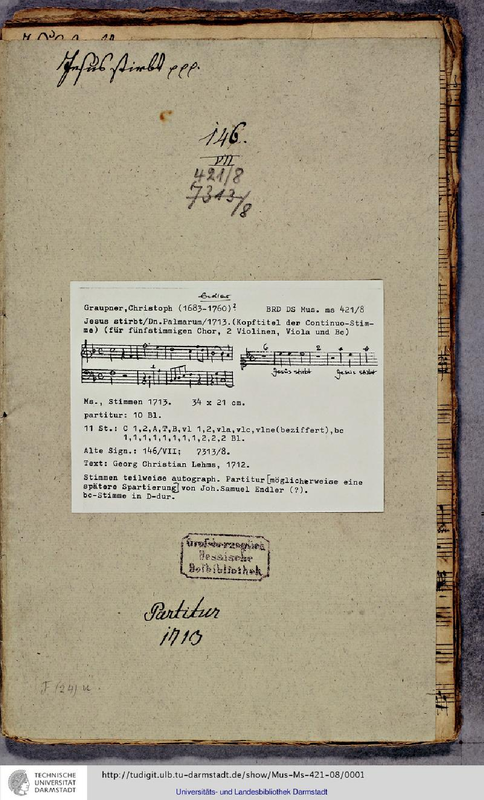 Jesus stirbt ppp.
146.
VII
421/8
7343/8
Graupner,Christoph (1683-1760)² BRD DS Mus. ms 421/8
Jesus stirbt/Dn.Palmarum/1713.(Kopftitel der Continuo-Stim-
me) (für fünfstimmigen Chor, 2 Violinen, Viola und Bc)
Jesus stirbt Jesus stirbt
Ms., Stimmen 1713. 34 x 21 cm.
partitur: 10 Bl.
11 St.: C 1,2,A,T,B,vl 1,2,vla,vlc,vlne(beziffert),bc
1,1,1,1,1,1,1,1,2,2,2 Bl.
Alte Sign.: 146/VII; 7313/8.
Text: Georg Christian Lehms, 1712.
Stimmen teilweise autograph. Partitur[möglicherweise eine
spätere Spartierung]von Joh.Samuel Endler (?).
bc-Stimme in D-dur.
Großherzoglich
Hessische
Hofbibliothek
Partitur
1713
TECHNISCHE
UNIVERSITÄT
DARMSTADT
http://tudigit.ulb.tu-darmstadt.de/show/Mus-Ms-421-08/0001
Universitäts- und Landesbibliothek Darmstadt